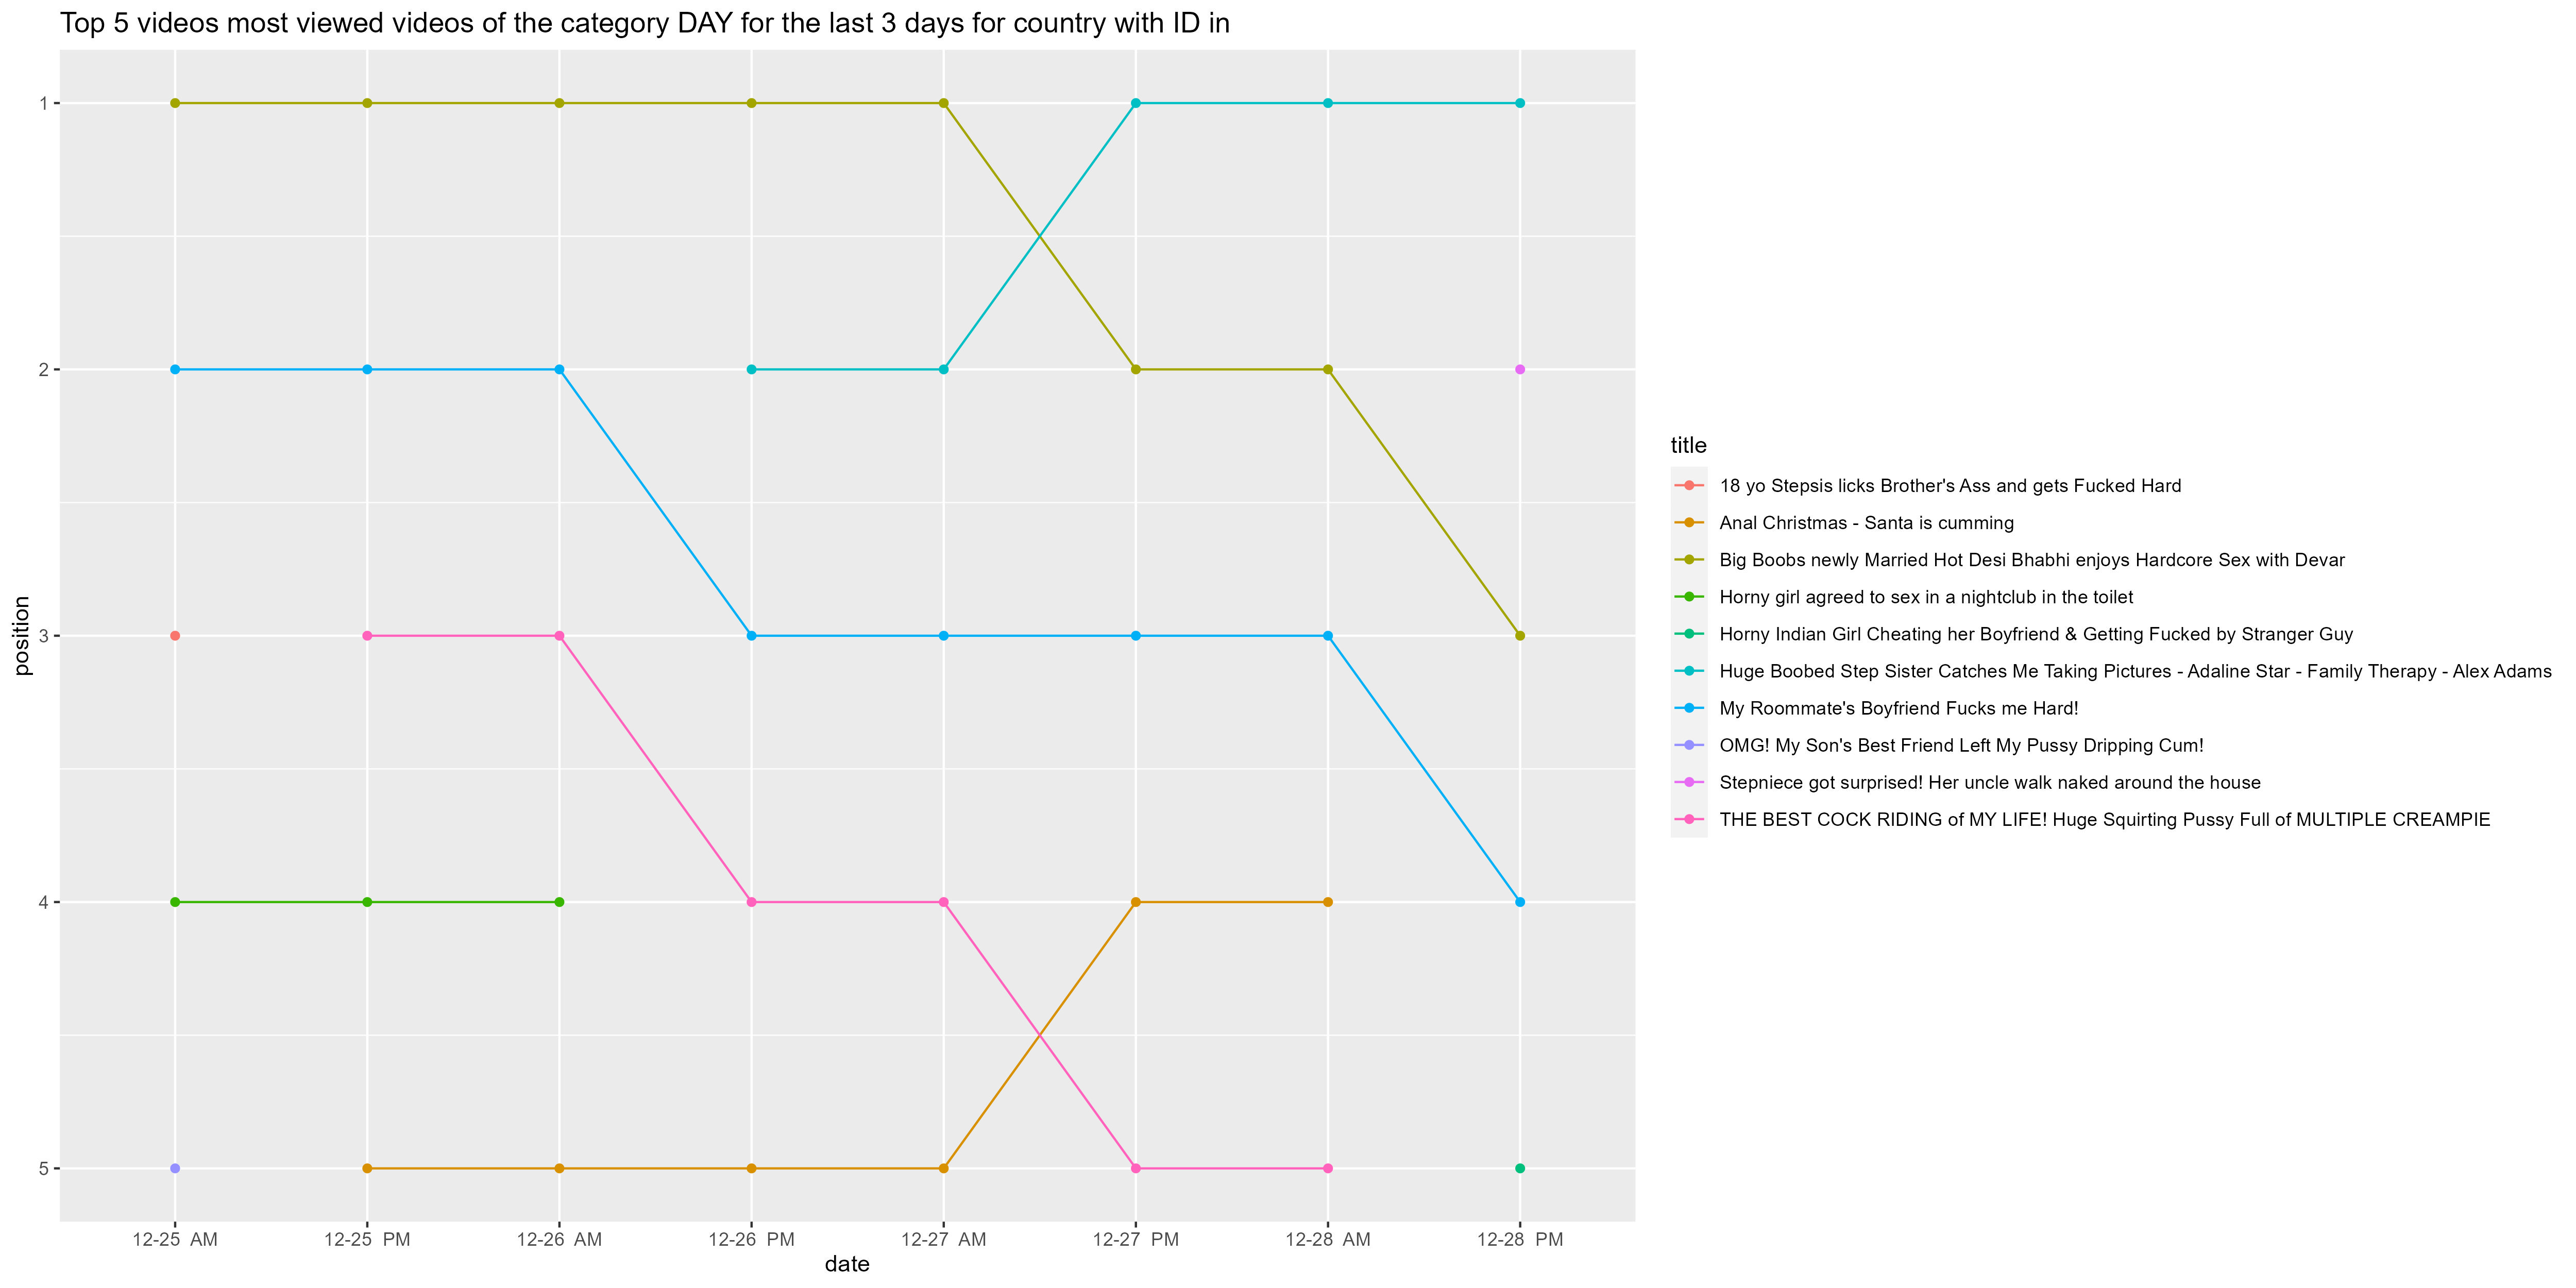 Top 5 videos most viewed videos of the category DAY for the last 3 days for country with ID in
1
2
3
4
5
position
12-25 AM
12-25 PM
12-26 AM
12-26 PM
12-27 AM
12-27 PM
12-28 AM
12-28 PM
date
title
18 yo Stepsis licks Brother's Ass and gets Fucked Hard
Anal Christmas - Santa is cumming
Big Boobs newly Married Hot Desi Bhabhi enjoys Hardcore Sex with Devar
Horny girl agreed to sex in a nightclub in the toilet
Horny Indian Girl Cheating her Boyfriend & Getting Fucked by Stranger Guy
Huge Boobed Step Sister Catches Me Taking Pictures - Adaline Star - Family Therapy - Alex Adams
My Roommate's Boyfriend Fucks me Hard!
OMG! My Son's Best Friend Left My Pussy Dripping Cum!
Stepniece got surprised! Her uncle walk naked around the house
THE BEST COCK RIDING of MY LIFE! Huge Squirting Pussy Full of MULTIPLE CREAMPIE